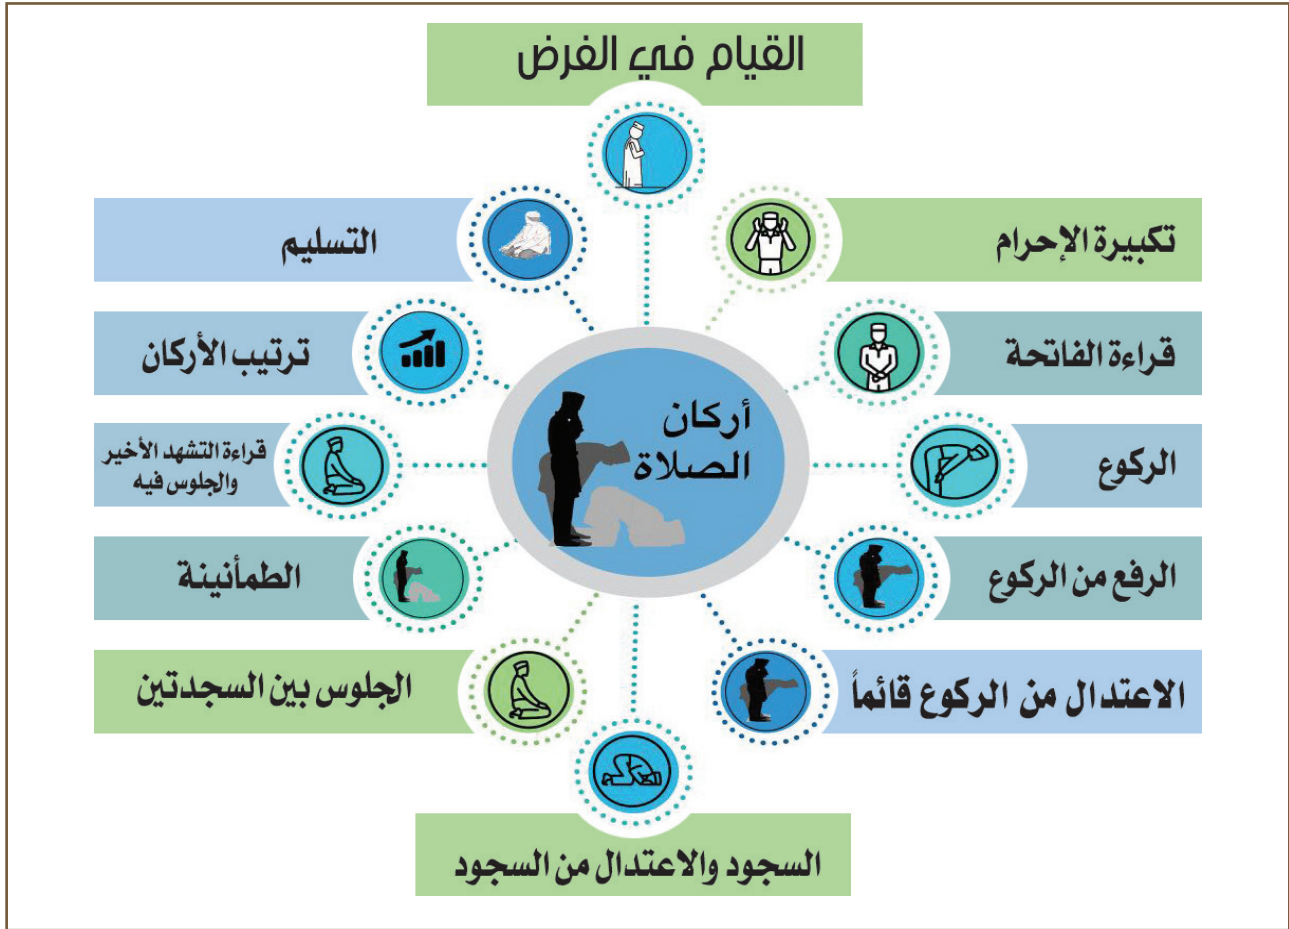 القيام في الفرض
تكبيرة الإحرام
قراءة الفاتحة
الركوع
الرفع من الركوع
الاعتدال من الركوع قائماً
السجود والاعتدال من السجود
الجلوس بين السجدتين
الطمأنينة
قراءة التشهد الأخير
والجلوس فيه
ترتيب الأركان
التسليم
أركان
الصلاة